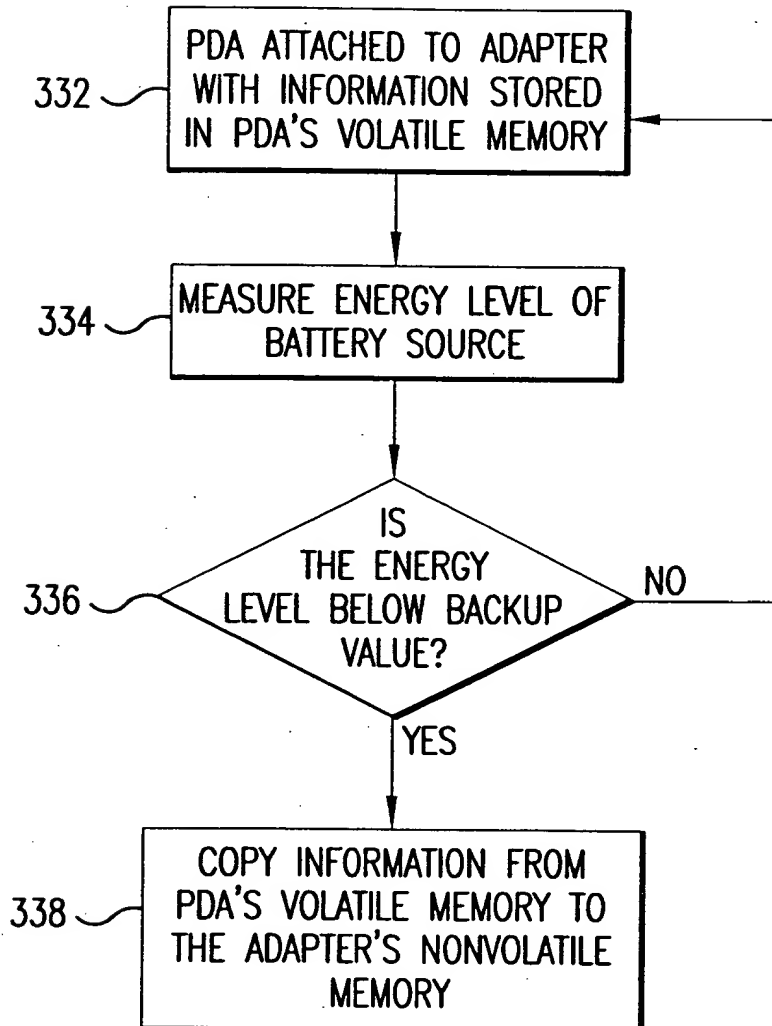 PDA ATTACHED TO ADAPTER
332 WITH INFORMATION STORED
IN PDA'S VOLATILE MEMORY
MEASURE ENERGY LEVEL OF
334
BATTERY SOURCE
IS
THE ENERGY
NO
336 LEVEL BELOW BACKUP
VALUE?
YES
COPY INFORMATION FROM
PDA'S VOLATILE MEMORY TO
338
THE ADAPTER'S NONVOLATILE
MEMORY